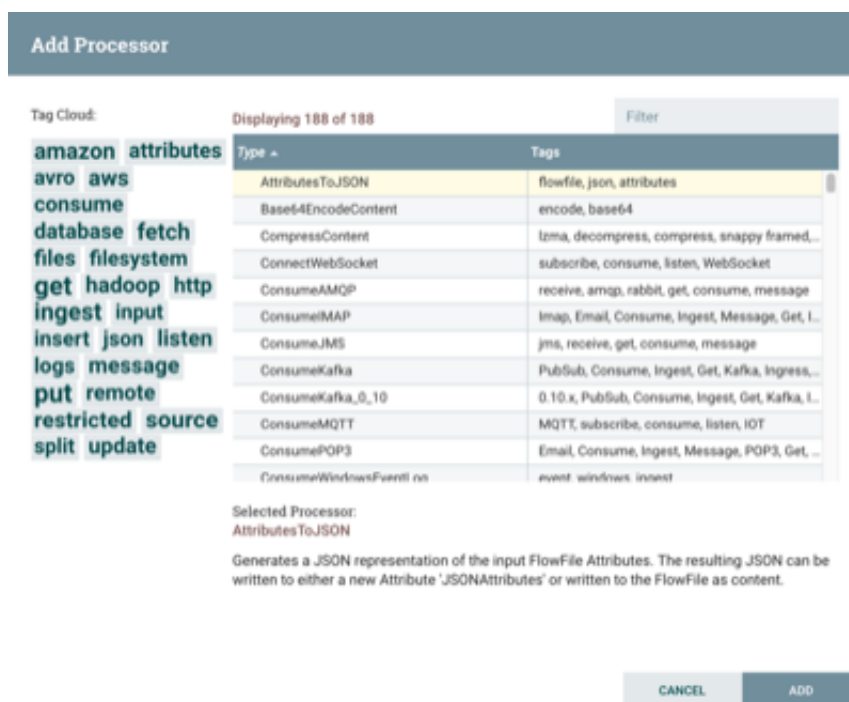 Add Processor
Tag Cloud:
Displaying 188 of 188
Filter
amazon attributes
avro aws
consume
database fetch
files filesystem
get hadoop http
ingest input
insert json listen
logs message
put remote
restricted source
split update
Type Tags
AttributesToJSON flowfile, json, attributes
Base64EncodeContent encode, base64
CompressContent lzma, decompress, compress, snappy framed,...
ConnectWebSocket subscribe, consume, listen, WebSocket
ConsumeAMQP receive, amqp, rabbit, get, consume, message
ConsumeIMAP Imap, Email, Consume, Ingest, Message, Get, I...
ConsumeJMS jms, receive, get, consume, message
ConsumeKafka PubSub, Consume, Ingest, Get, Kafka, Ingress,...
ConsumeKafka_0_10 0.10.x, PubSub, Consume, Ingest, Get, Kafka, I...
ConsumeMQTT MQTT, subscribe, consume, listen, IOT
ConsumePOP3 Email, Consume, Ingest, Message, POP3, Get, ...
ConsumeWindowsEventLog event, windows, ingest
Selected Processor:
AttributesToJSON
Generates a JSON representation of the input FlowFile Attributes. The resulting JSON can be
written to either a new Attribute 'JSONAttributes' or written to the FlowFile as content.
CANCEL ADD